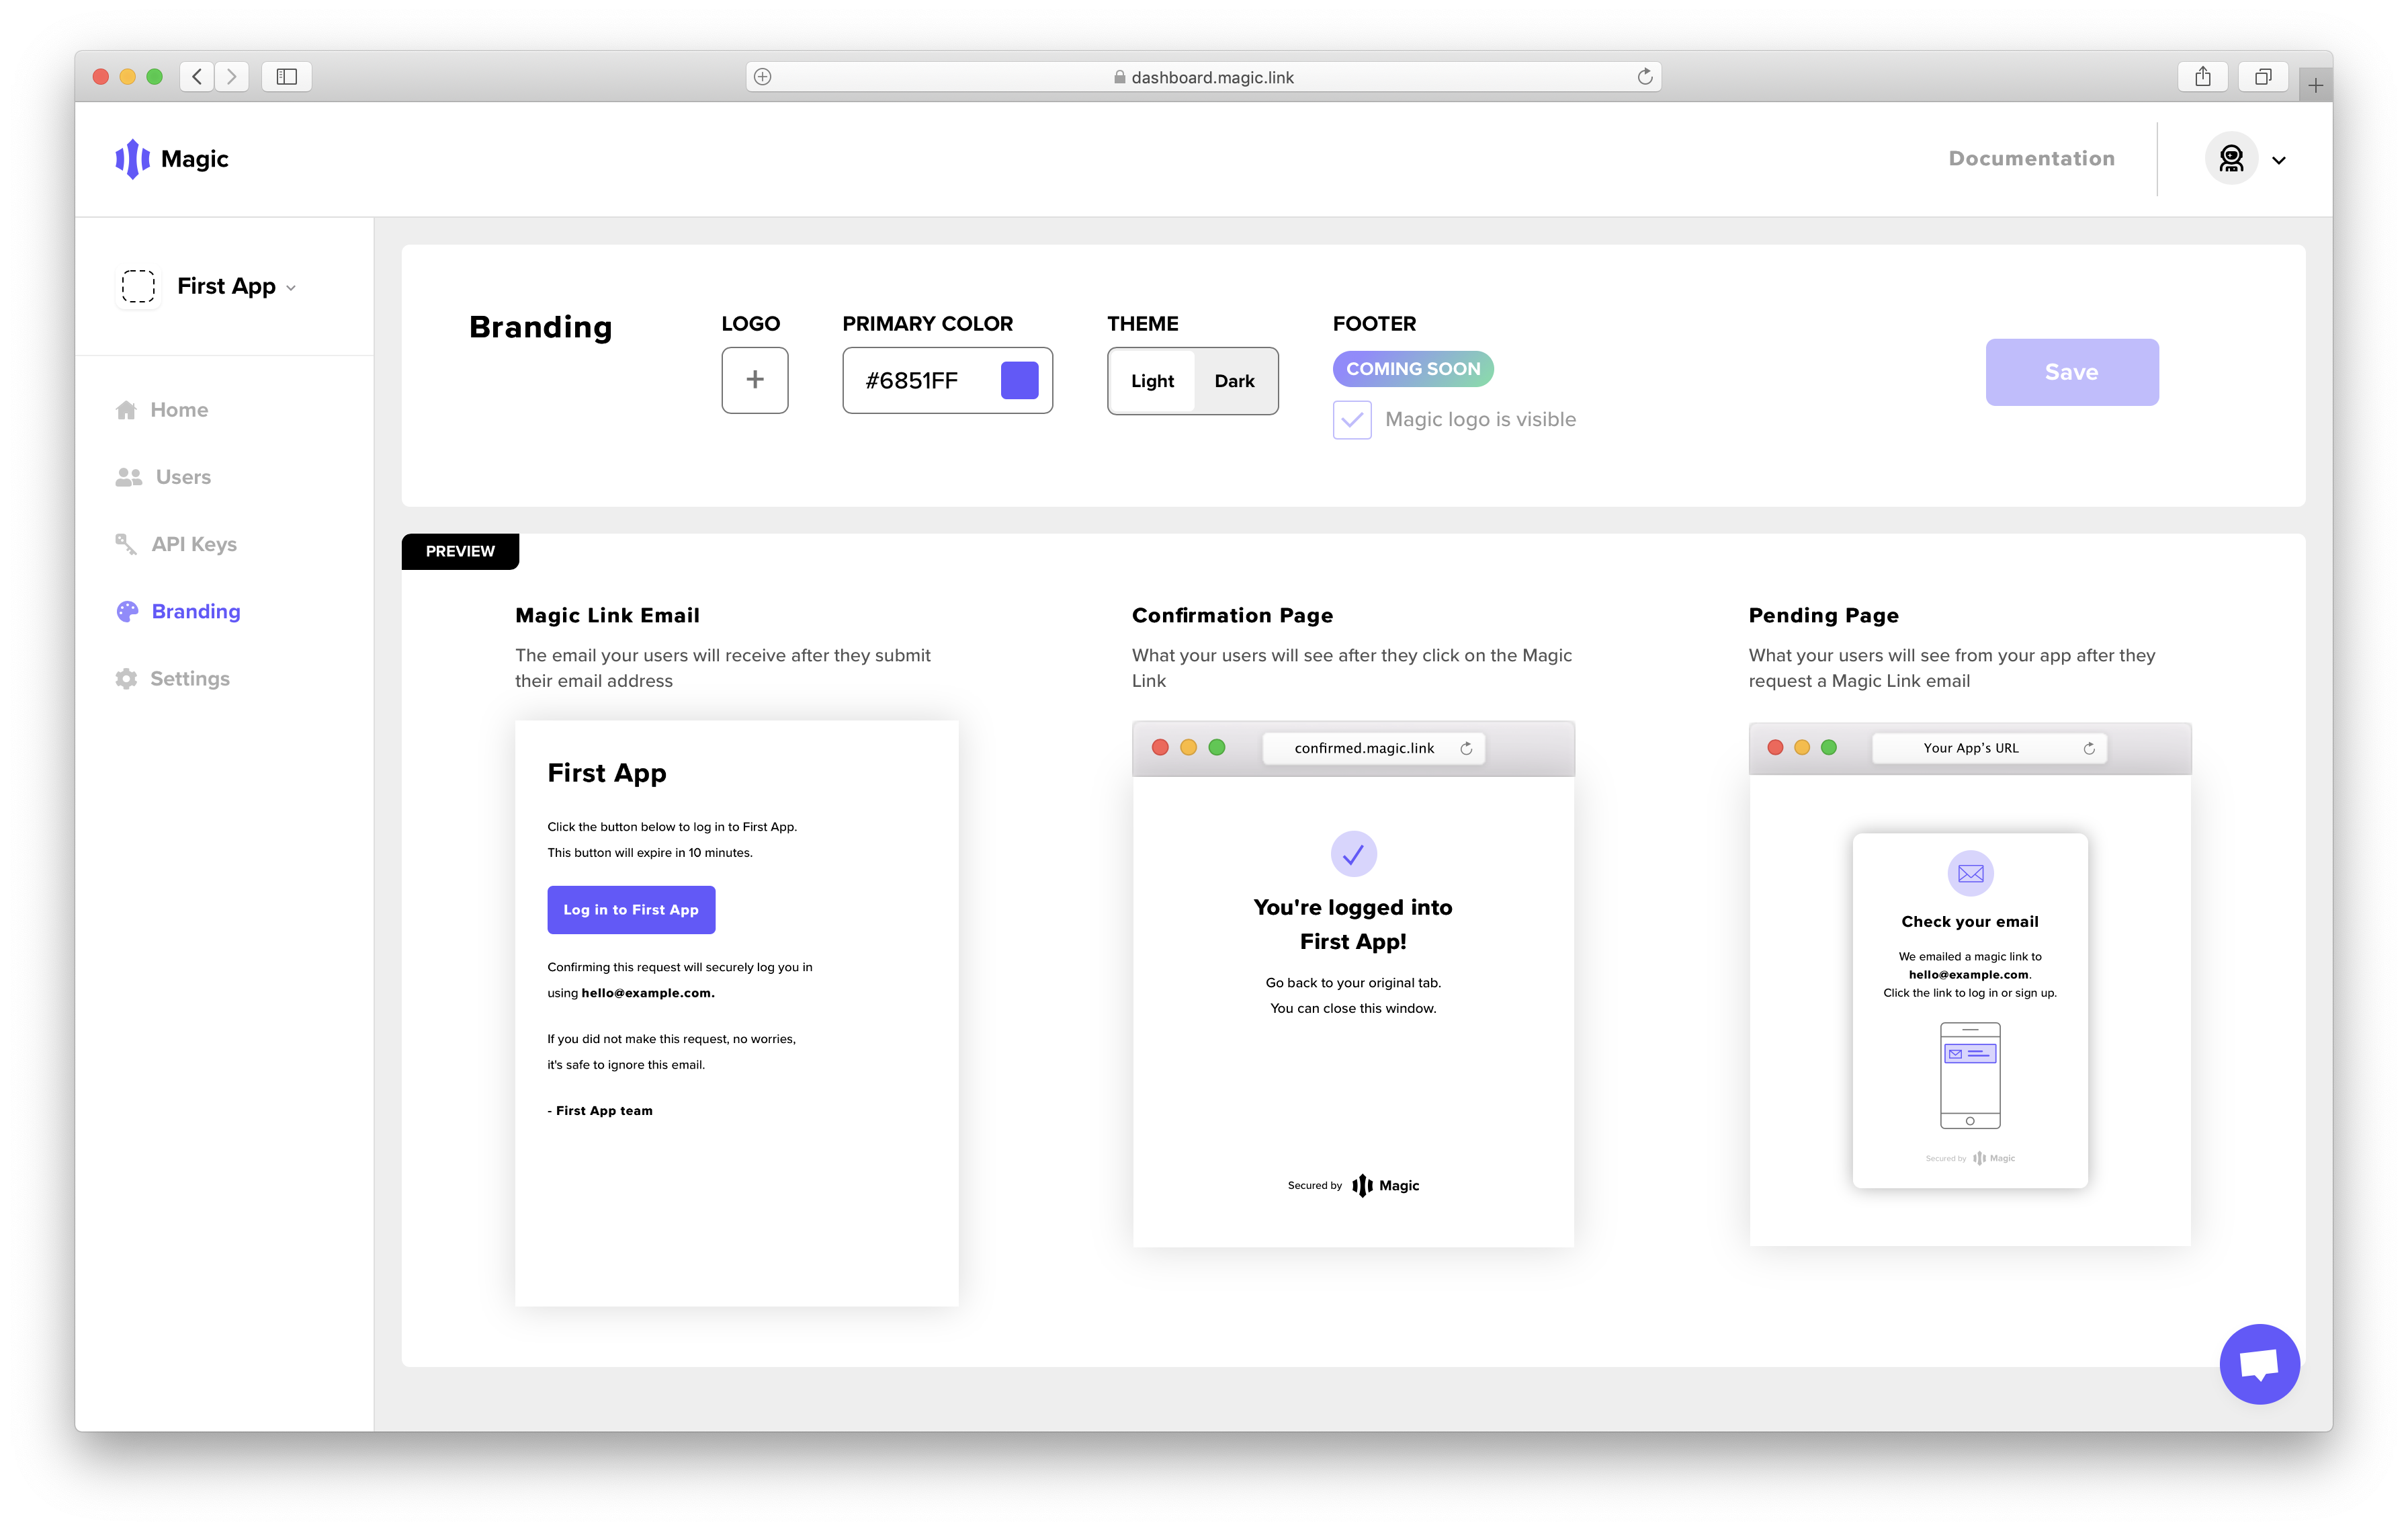 dashboard.magic.link
Magic
Documentation
First App
Home
Users
API Keys
Branding
Settings
Branding
LOGO
PRIMARY COLOR
THEME
FOOTER
+
#6851FF
Light
Dark
COMING SOON
Magic logo is visible
Save
PREVIEW
Magic Link Email
The email your users will receive after they submit
their email address
First App
Click the button below to log in to First App.
This button will expire in 10 minutes.
Log in to First App
Confirming this request will securely log you in
using hello@example.com.
If you did not make this request, no worries,
it's safe to ignore this email.
- First App team
Confirmation Page
What your users will see after they click on the Magic
Link
confirmed.magic.link
You're logged into
First App!
Go back to your original tab.
You can close this window.
Secured by Magic
Pending Page
What your users will see from your app after they
request a Magic Link email
Your App's URL
Check your email
We emailed a magic link to
hello@example.com.
Click the link to log in or sign up.
Secured by Magic